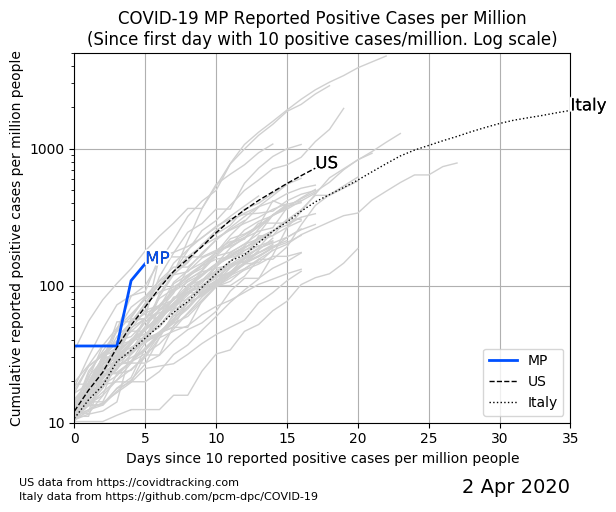 COVID-19 MP Reported Positive Cases per Million
(Since first day with 10 positive cases/million. Log scale)
Cumulative reported positive cases per million people
1000
100
10
Italy
US
MP
MP
US
Italy
0 5 10 15 20 25 30 35
Days since 10 reported positive cases per million people
US data from https://covidtracking.com
Italy data from https://github.com/pcm-dpc/COVID-19
2 Apr 2020